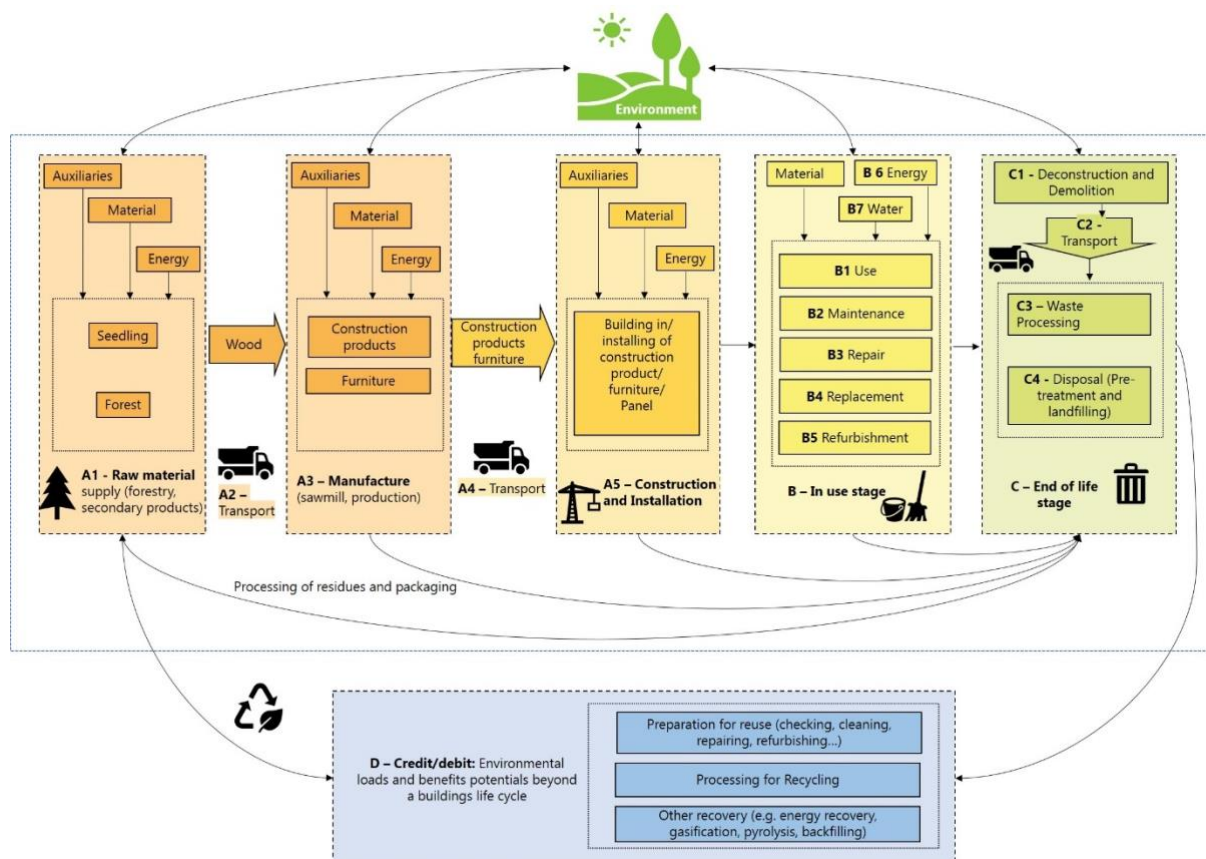 Environment
Auxiliaries
Material
Energy
Seedling
Forest
A1 - Raw material
supply (forestry,
secondary products)
Wood
A2 –
Transport
Auxiliaries
Material
Energy
Construction
products
Furniture
A3 – Manufacture
(sawmill, production)
Construction
products
furniture
A4 – Transport
Auxiliaries
Material
Energy
Building in/
installing of
construction
product/
furniture/
Panel
A5 – Construction
and Installation
Material
B 6 Energy
B7 Water
B1 Use
B2 Maintenance
B3 Repair
B4 Replacement
B5 Refurbishment
B – In use stage
C1 - Deconstruction and
Demolition
C2 -
Transport
C3 – Waste
Processing
C4 - Disposal (Pre-
treatment and
landfilling)
C – End of life
stage
Processing of residues and packaging
D – Credit/debit: Environmental
loads and benefits potentials beyond
a buildings life cycle
Preparation for reuse (checking, cleaning,
repairing, refurbishing...)
Processing for Recycling
Other recovery (e.g. energy recovery,
gasification, pyrolysis, backfilling)